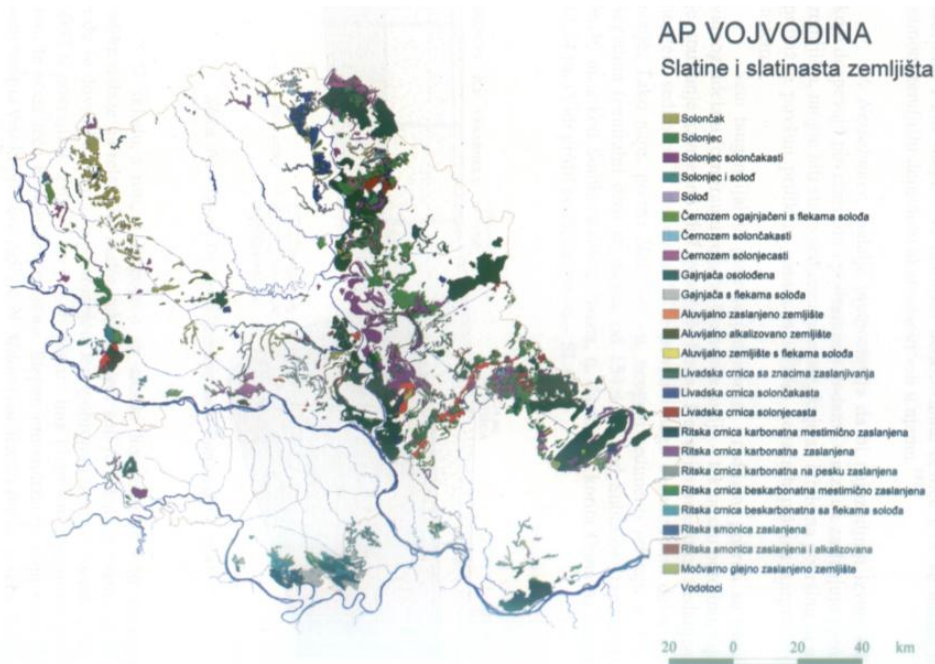 AP VOJVODINA
Slatine i slatinasta zemljišta
Solončak
Solonjec
Solonjec solončakasti
Solonjec i solođ
Solođ
Černozem ogajnjačeni s flekama solođa
Černozem solončakasti
Černozem solonjecasti
Gajnjača osolođena
Gajnjača s flekama solođa
Aluvijalno zaslanjeno zemljište
Aluvijalno alkalizovano zemljište
Aluvijalno zemljište s flekama solođa
Livadska crnica sa znacima zaslanjivanja
Livadska crnica solončakasta
Livadska crnica solonjecasta
Ritska crnica karbonatna mestimično zaslanjena
Ritska crnica karbonatna zaslanjena
Ritska crnica karbonatna na pesku zaslanjena
Ritska crnica beskarbonatna mestimično zaslanjena
Ritska crnica beskarbonatna sa flekama solođa
Ritska smonica zaslanjena
Ritska smonica zaslanjena i alkalizovana
Močvarno glejno zaslanjeno zemljište
Vodotoci
20 0 20 40 km